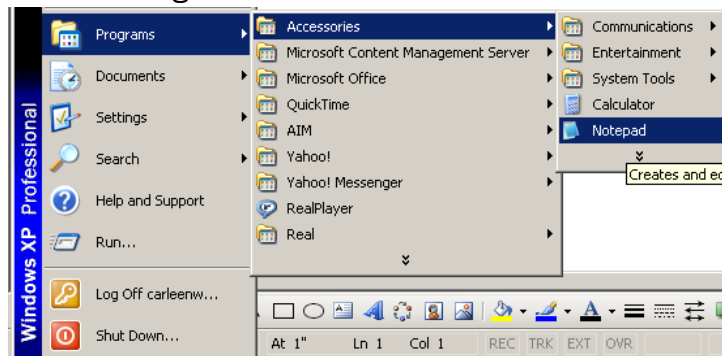 Windows XP Professional
Programs
Documents
Settings
Search
Help and Support
Run...
Log Off carleenw...
Shut Down...
Accessories
Microsoft Content Management Server
Microsoft Office
QuickTime
AIM
Yahoo!
Yahoo! Messenger
RealPlayer
Real
Communications
Entertainment
System Tools
Calculator
Notepad
Creates and ed
A
At 1" Ln 1 Col 1 REC TRK EXT OVR